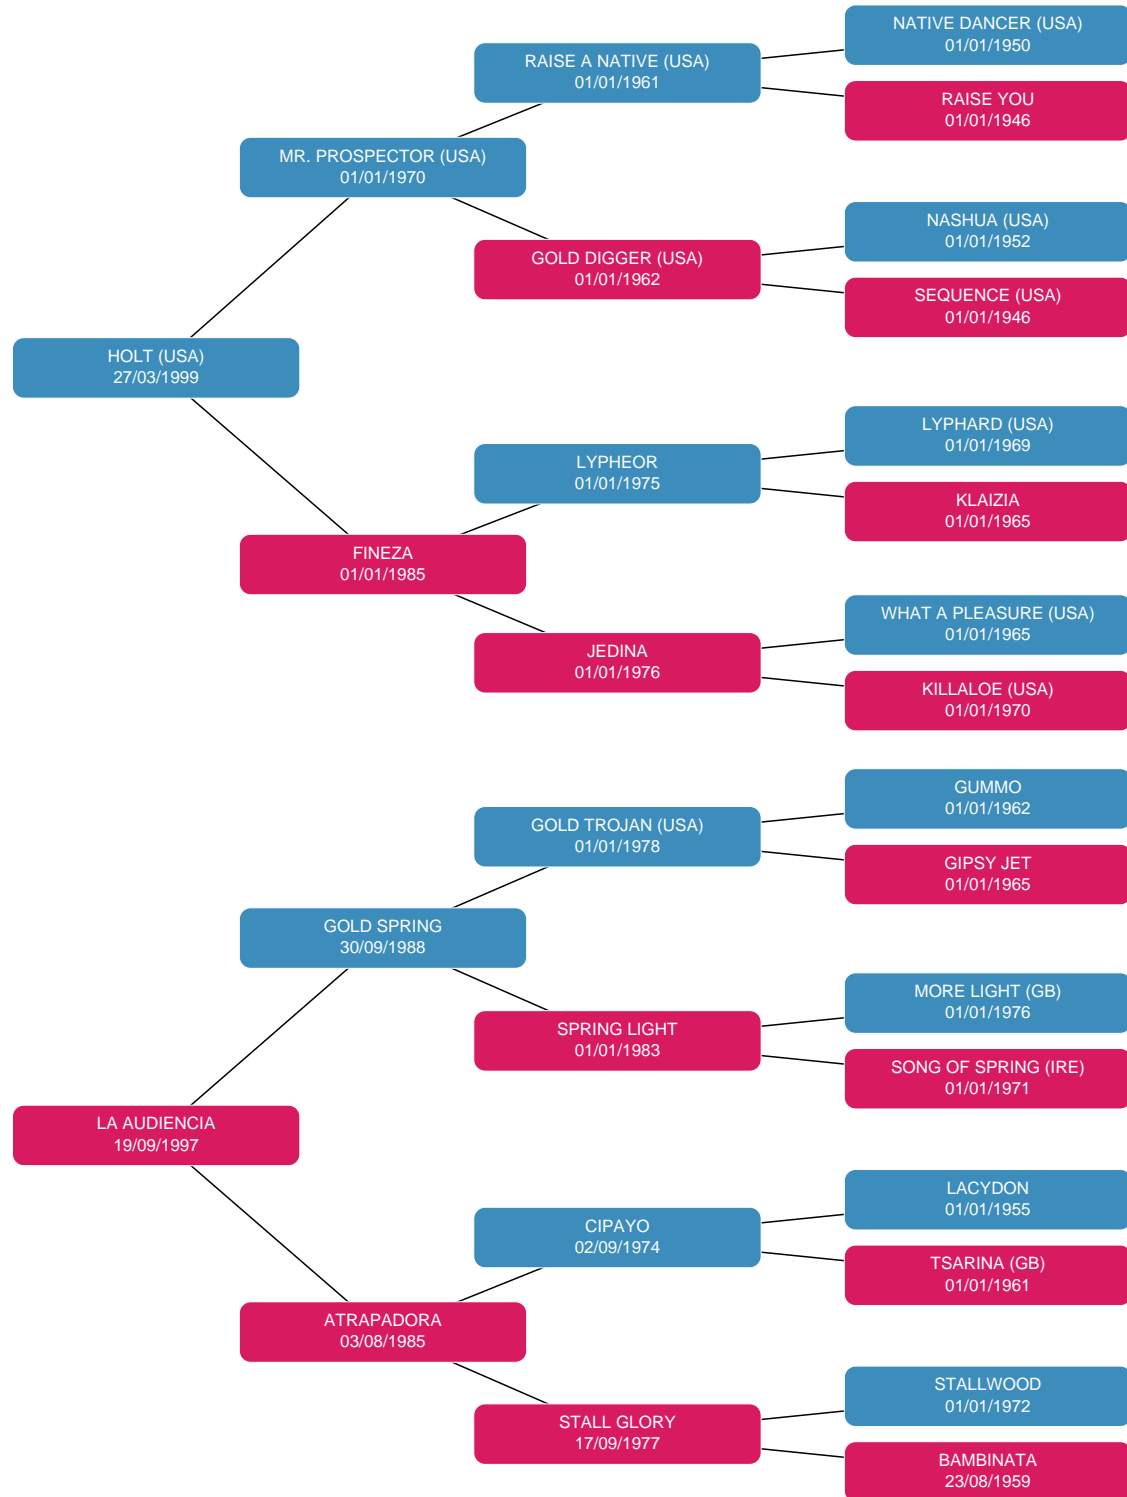 NATIVE DANCER (USA)
01/01/1950
RAISE A NATIVE (USA)
01/01/1961
RAISE YOU
01/01/1946
MR. PROSPECTOR (USA)
01/01/1970
NASHUA (USA)
01/01/1952
GOLD DIGGER (USA)
01/01/1962
SEQUENCE (USA)
01/01/1946
HOLT (USA)
27/03/1999
LYPHARD (USA)
01/01/1969
LYPHEOR
01/01/1975
KLAIZIA
01/01/1965
FINEZA
01/01/1985
WHAT A PLEASURE (USA)
01/01/1965
JEDINA
01/01/1976
KILLALOE (USA)
01/01/1970
GUMMO
01/01/1962
GOLD TROJAN (USA)
01/01/1978
GIPSY JET
01/01/1965
GOLD SPRING
30/09/1988
MORE LIGHT (GB)
01/01/1976
SPRING LIGHT
01/01/1983
SONG OF SPRING (IRE)
01/01/1971
LA AUDIENCIA
19/09/1997
LACYDON
01/01/1955
CIPAYO
02/09/1974
TSARINA (GB)
01/01/1961
ATRAPADORA
03/08/1985
STALLWOOD
01/01/1972
STALL GLORY
17/09/1977
BAMBINATA
23/08/1959